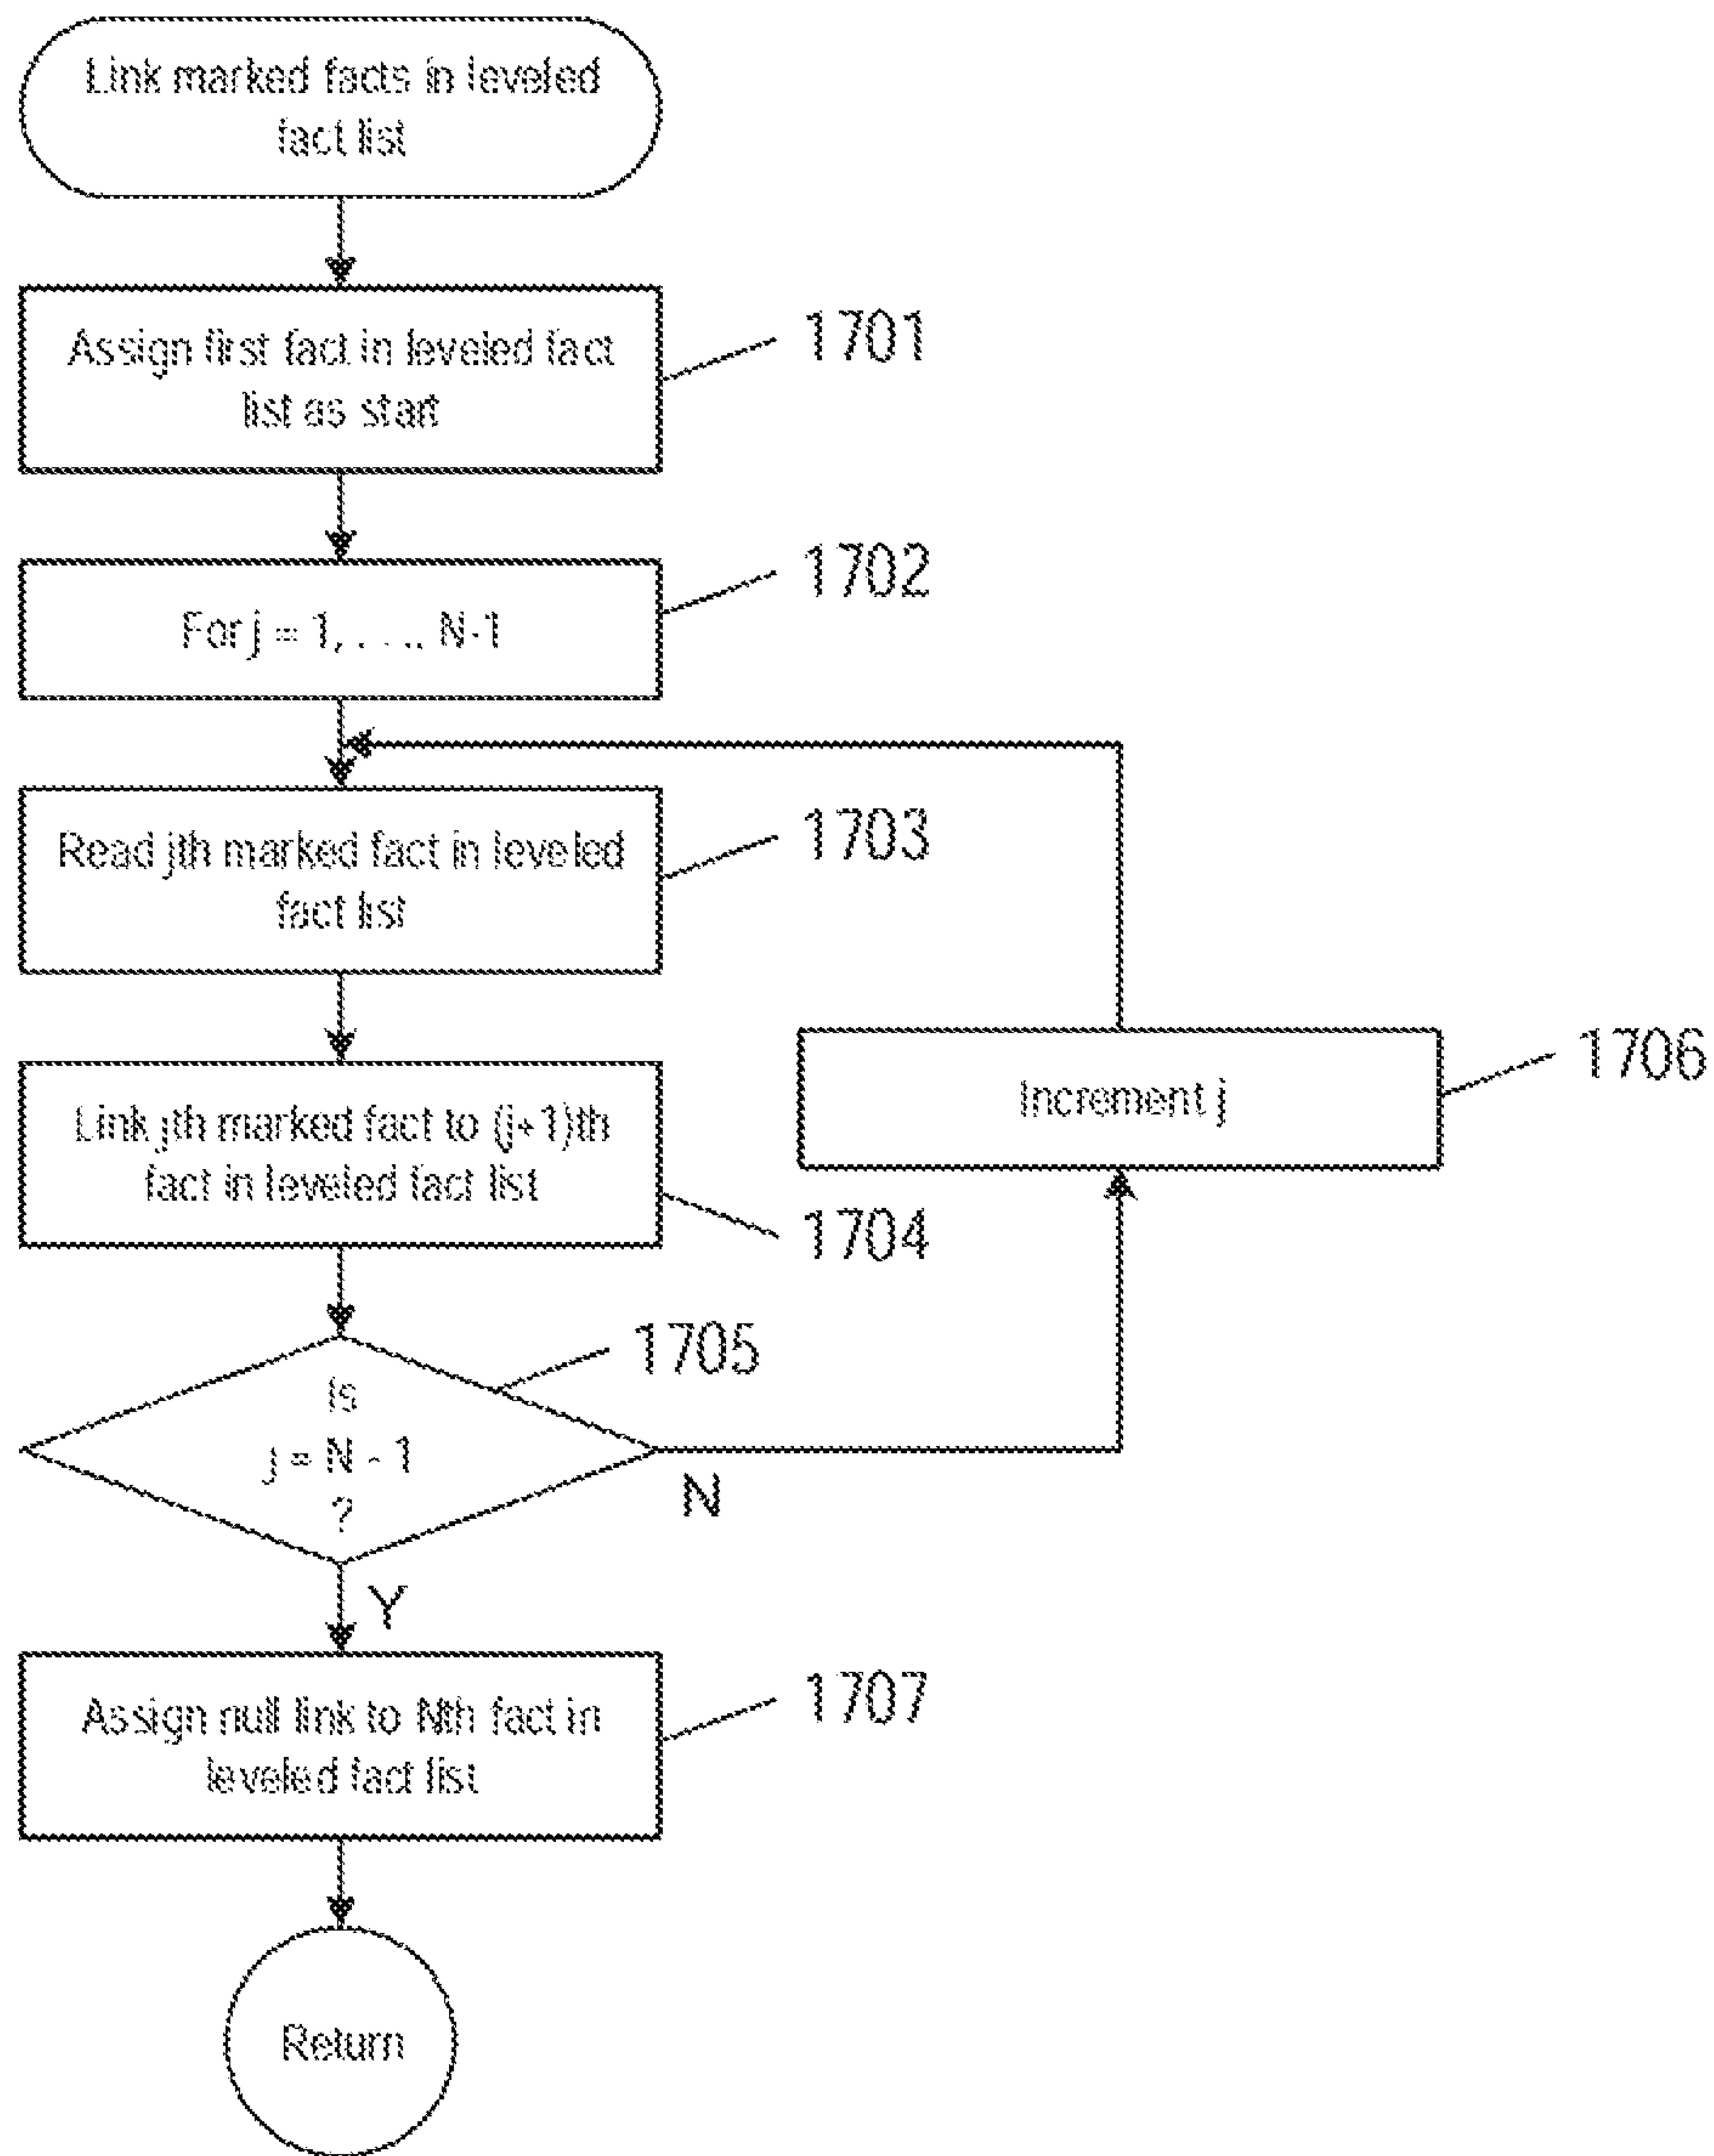 Link marked facts in leveled
fact list
Assign first fact in leveled fact
list as start
1701
For j = 1, . . ., N-1
1702
Read jth marked fact in leveled
fact list
1703
Link jth marked fact to (j+1)th
fact in leveled fact list
1704
Increment j
1706
Is
j = N - 1
?
1705
N
Y
Assign null link to Nth fact in
leveled fact list
1707
Return